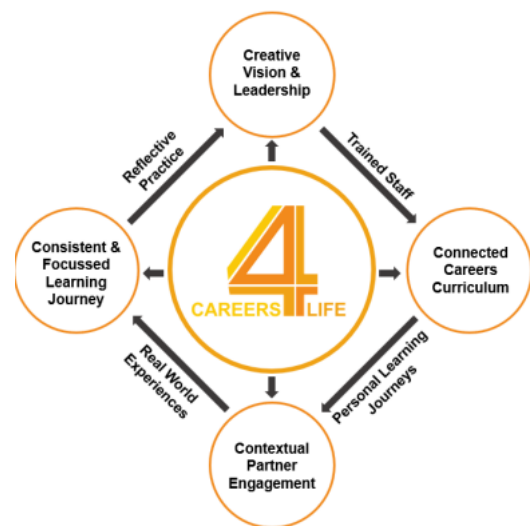 Creative
Vision &
Leadership
Reflective
Practice
Trained Staff
Consistent &
Focussed
Learning
Journey
4
CAREERS LIFE
Connected
Careers
Curriculum
Real World
Experiences
Personal Learning
Journeys
Contextual
Partner
Engagement